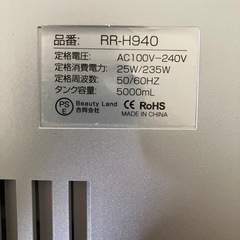 品番: RR-H940
定格電圧: AC100V-240V
定格消費電力: 25W/235W
定格周波数: 50/60HZ
タンク容量: 5000mL
PSE Beauty Land
合同会社
CE RoHS
MADE IN CHINA